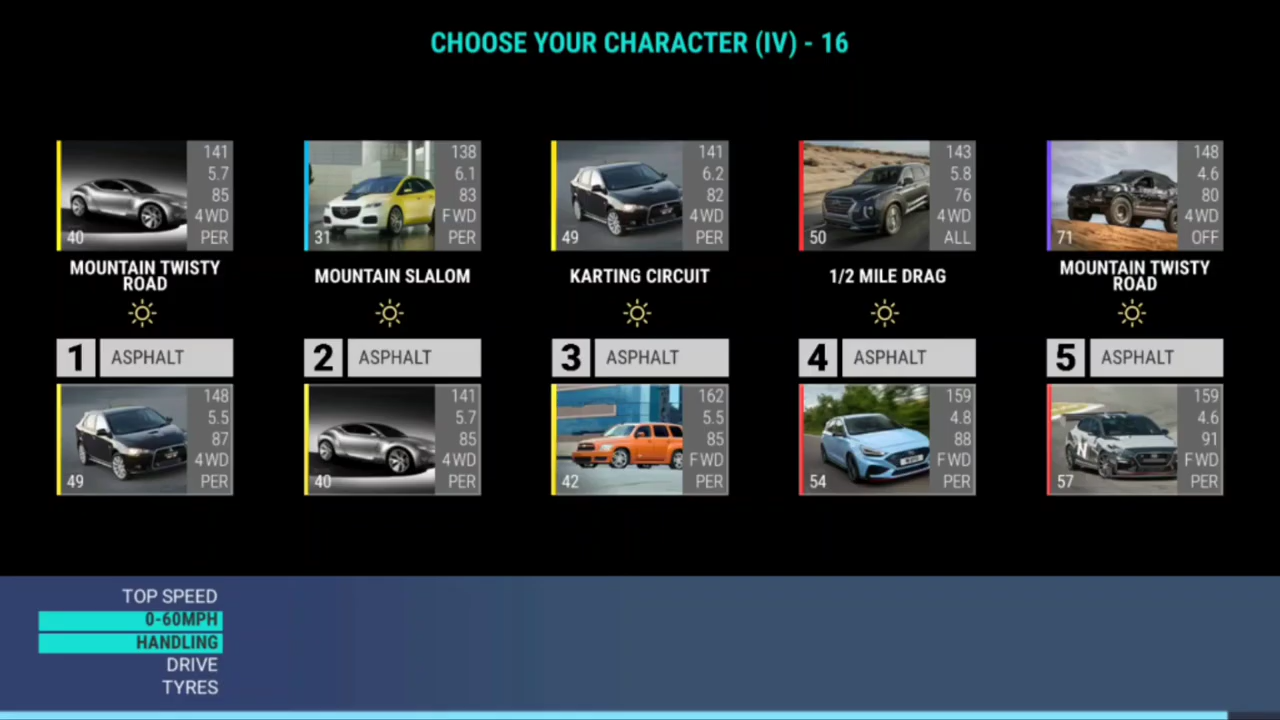 CHOOSE YOUR CHARACTER (IV) - 16
141
5.7
85
4WD
PER
40
138
6.1
83
FWD
PER
31
141
6.2
82
4WD
PER
49
143
5.8
76
4WD
ALL
50
148
4.6
80
4WD
OFF
71
MOUNTAIN TWISTY
ROAD
MOUNTAIN SLALOM
KARTING CIRCUIT
1/2 MILE DRAG
MOUNTAIN TWISTY
ROAD
1 ASPHALT
2 ASPHALT
3 ASPHALT
4 ASPHALT
5 ASPHALT
148
5.5
87
4WD
PER
49
141
5.7
85
4WD
PER
40
162
5.5
85
FWD
PER
42
159
4.8
88
FWD
PER
54
159
4.6
91
FWD
PER
57
N
TOP SPEED
0-60MPH
HANDLING
DRIVE
TYRES